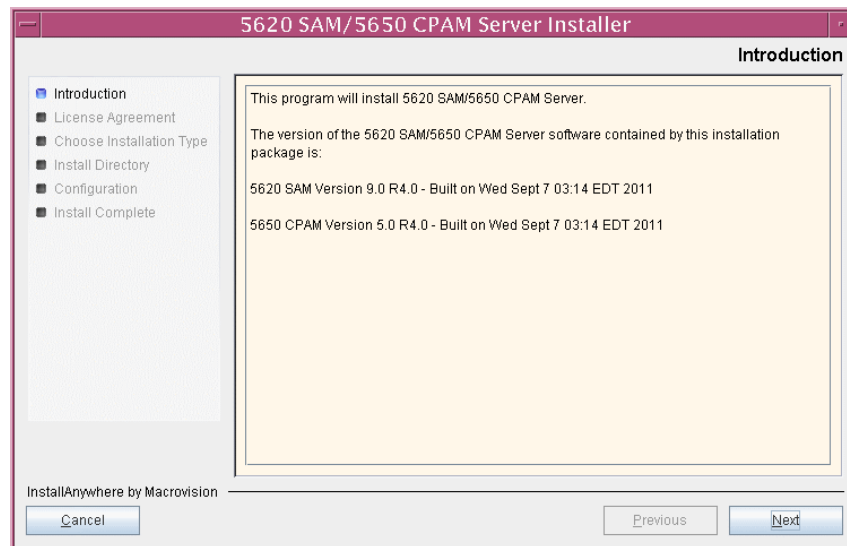 5620 SAM/5650 CPAM Server Installer
Introduction
Introduction
License Agreement
Choose Installation Type
Install Directory
Configuration
Install Complete
This program will install 5620 SAM/5650 CPAM Server.
The version of the 5620 SAM/5650 CPAM Server software contained by this installation
package is:
5620 SAM Version 9.0 R4.0 - Built on Wed Sept 7 03:14 EDT 2011
5650 CPAM Version 5.0 R4.0 - Built on Wed Sept 7 03:14 EDT 2011
InstallAnywhere by Macrovision
Cancel
Previous
Next